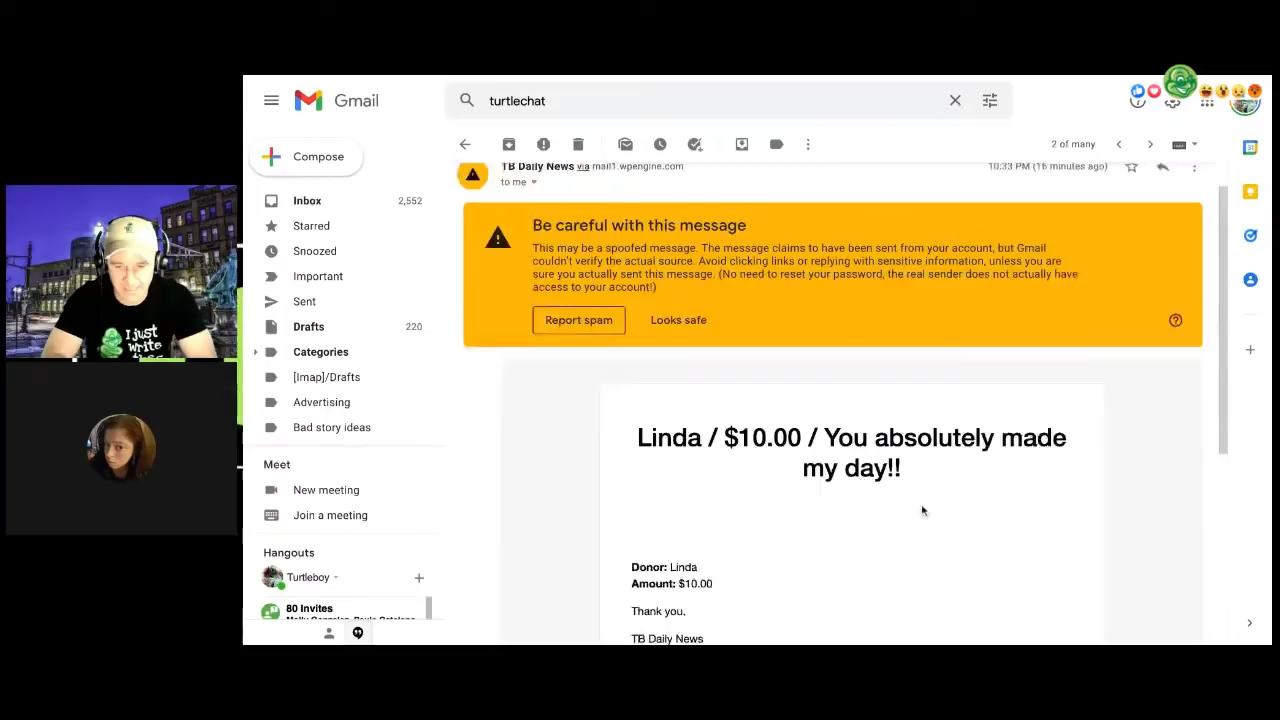 Gmail
turtlechat
Compose
2 of many
TB Daily News via mail1.wpengine.com
10:33 PM (16 minutes ago)
to me
Inbox 2,552
Starred
Snoozed
Important
Sent
Drafts 220
Categories
[Imap]/Drafts
Advertising
Bad story ideas
Meet
New meeting
Join a meeting
Hangouts
Turtleboy
80 Invites
Be careful with this message
This may be a spoofed message. The message claims to have been sent from your account, but Gmail
couldn't verify the actual source. Avoid clicking links or replying with sensitive information, unless you are
sure you actually sent this message. (No need to reset your password, the real sender does not actually have
access to your account!)
Report spam Looks safe
Linda / $10.00 / You absolutely made
my day!!
Donor: Linda
Amount: $10.00
Thank you,
TB Daily News
I just
write